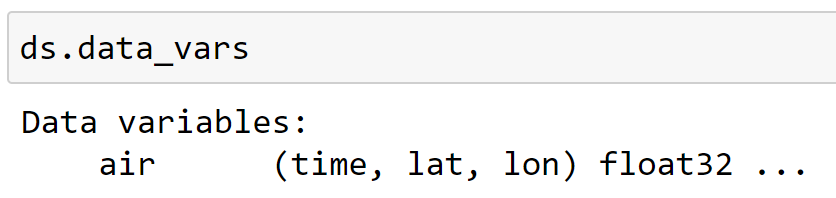 ds.data_vars
Data variables:
    air      (time, lat, lon) float32 ...